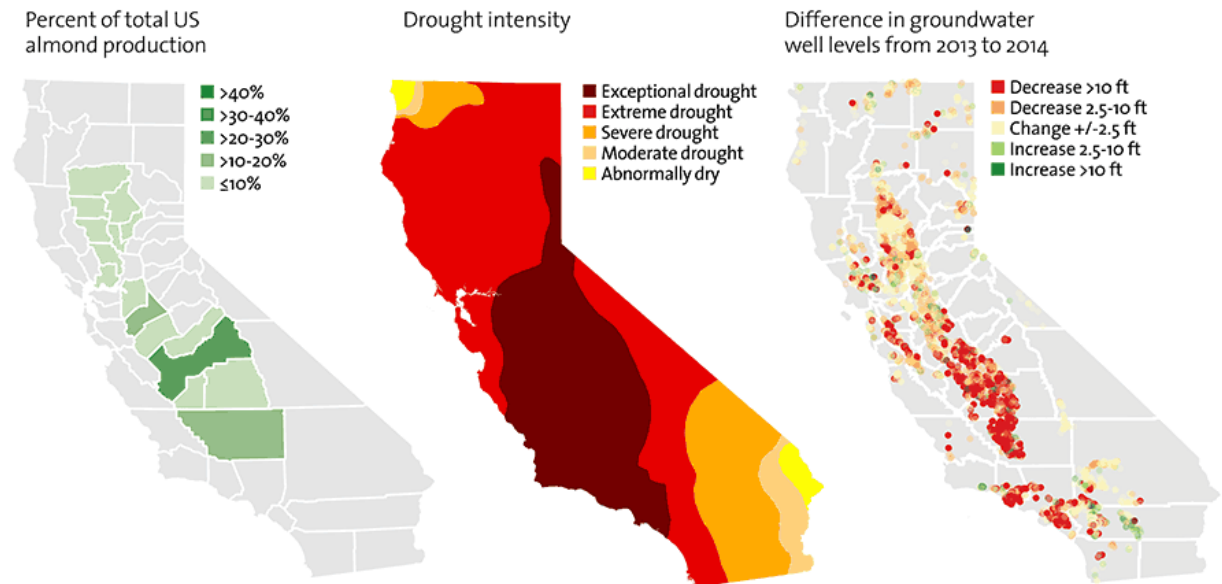 Percent of total US
almond production
>40%
>30-40%
>20-30%
>10-20%
≤10%
Drought intensity
Exceptional drought
Extreme drought
Severe drought
Moderate drought
Abnormally dry
Difference in groundwater
well levels from 2013 to 2014
Decrease >10 ft
Decrease 2.5-10 ft
Change +/-2.5 ft
Increase 2.5-10 ft
Increase >10 ft